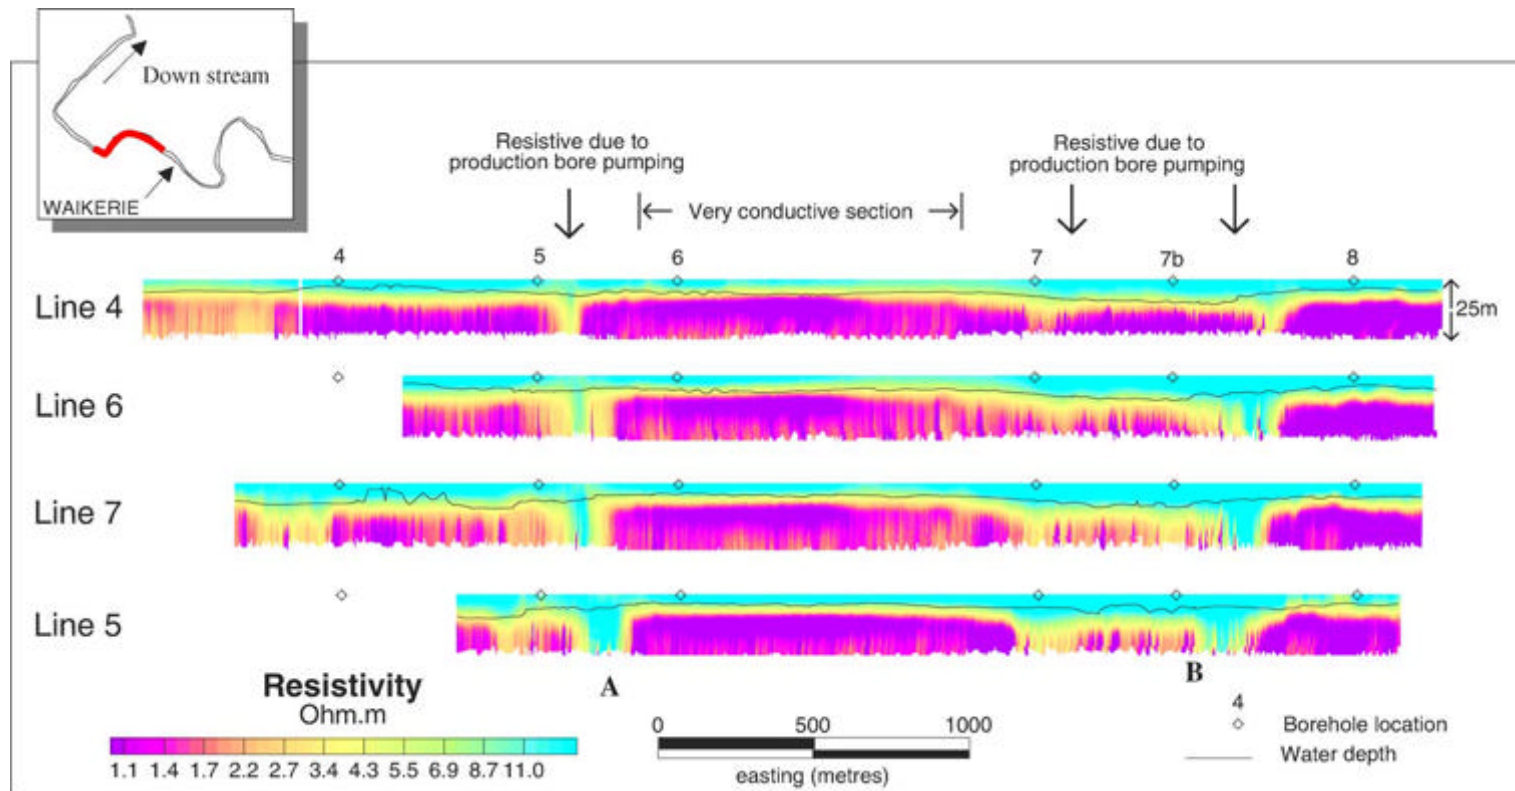 Down stream
WAIKERIE
Resistive due to
production bore pumping
Very conductive section
Resistive due to
production bore pumping
4 5 6 7 7b 8
Line 4
25m
Line 6
Line 7
Line 5
A
B
Resistivity
Ohm.m
1.1 1.4 1.7 2.2 2.7 3.4 4.3 5.5 6.9 8.7 11.0
0 500 1000
easting (metres)
4
Borehole location
Water depth